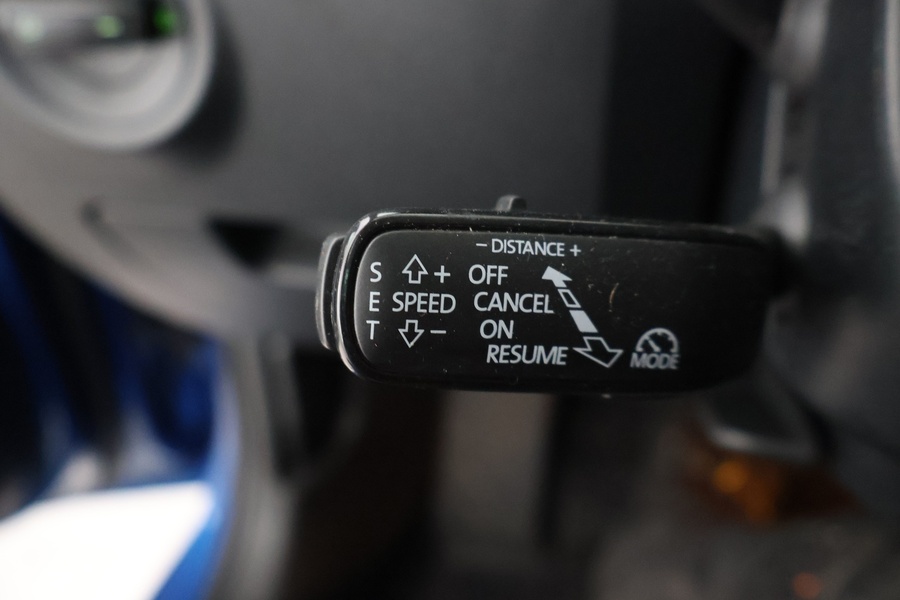 − DISTANCE +
S + OFF
E SPEED CANCEL
T − ON
RESUME
MODE